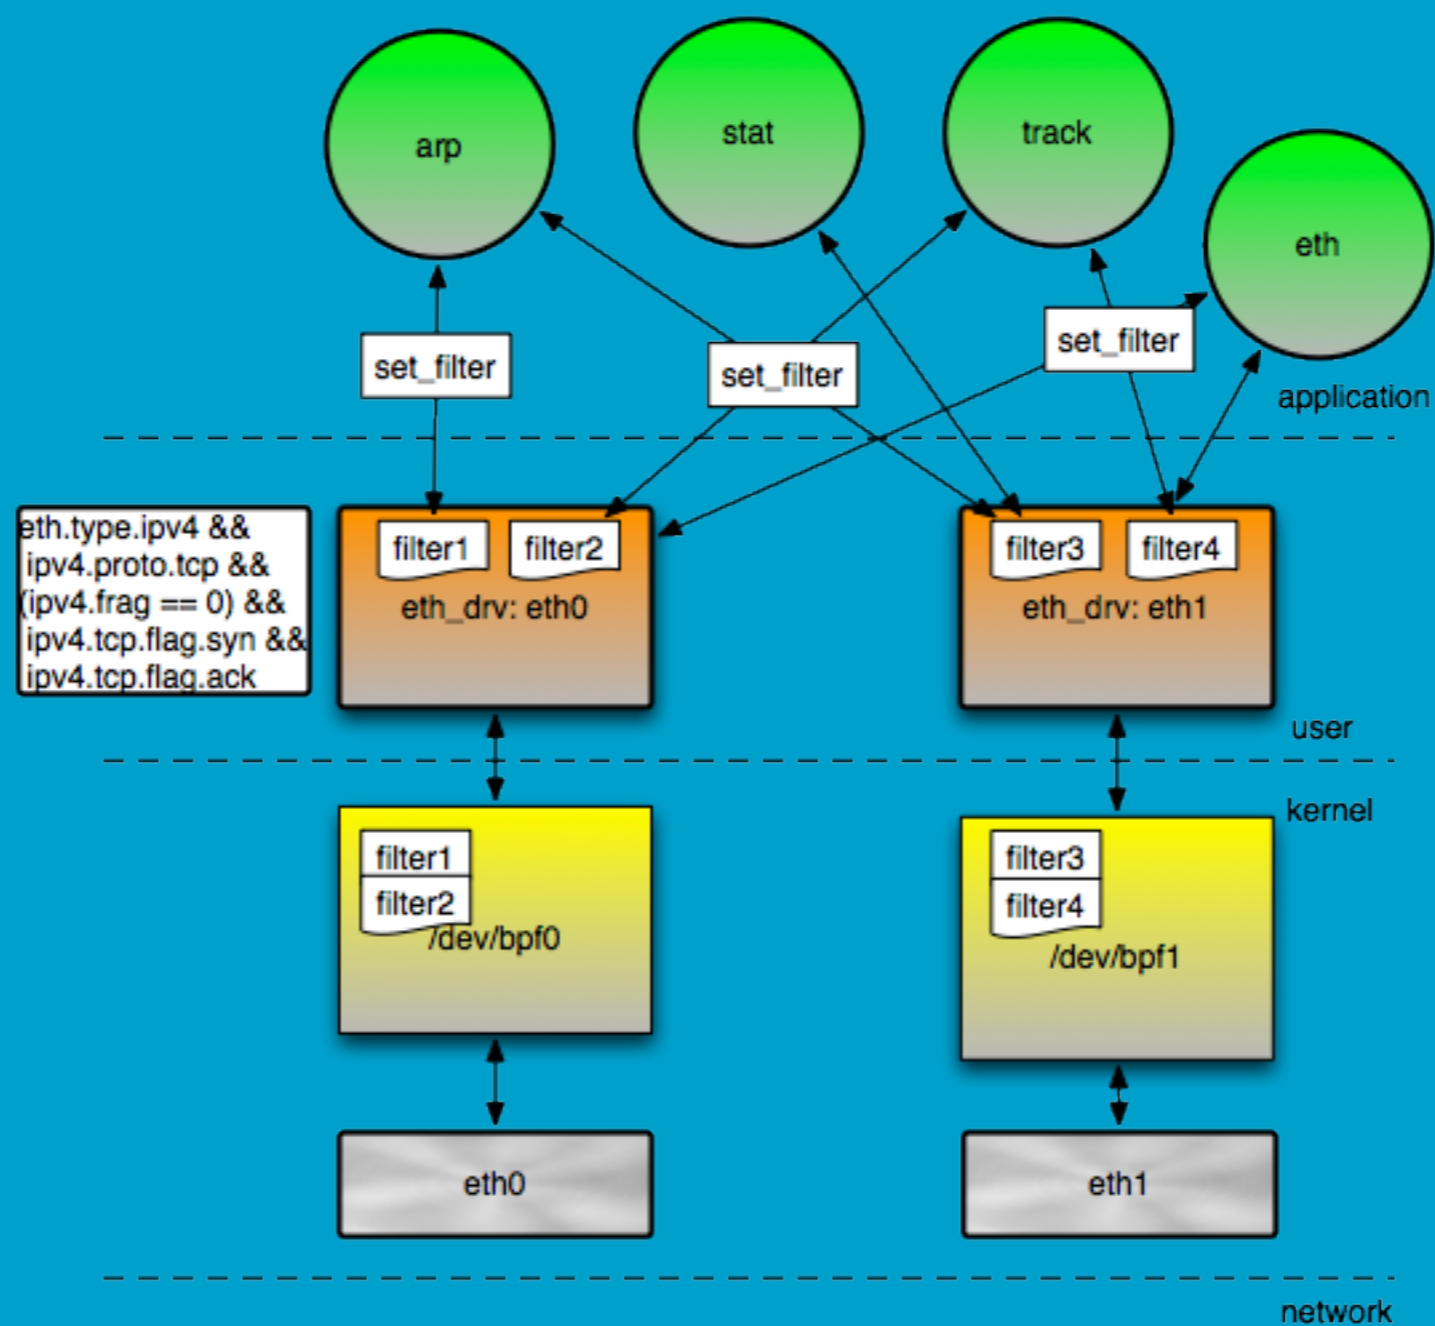 arp
stat
track
eth
set_filter
set_filter
set_filter
application
eth.type.ipv4 &&
ipv4.proto.tcp &&
(ipv4.frag == 0) &&
ipv4.tcp.flag.syn &&
ipv4.tcp.flag.ack
filter1
filter2
eth_drv: eth0
filter3
filter4
eth_drv: eth1
user
kernel
filter1
filter2
/dev/bpf0
filter3
filter4
/dev/bpf1
eth0
eth1
network